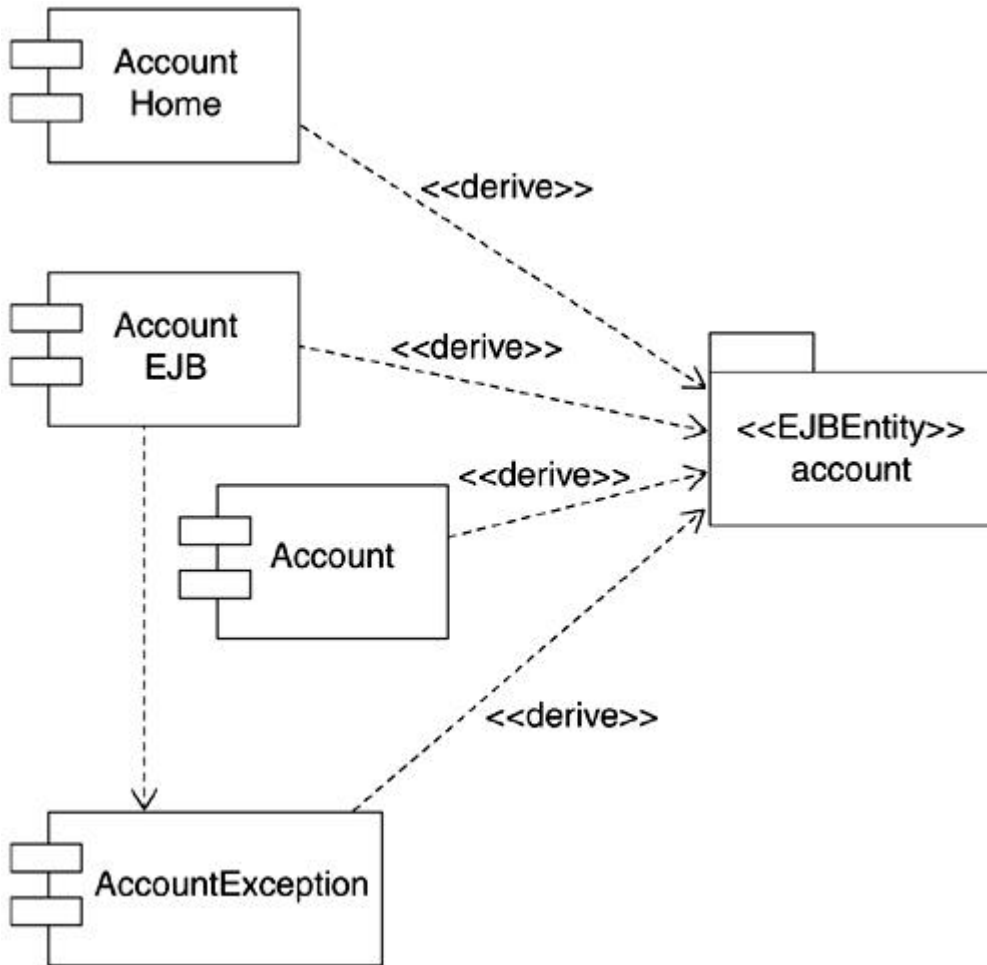 Account
Home
<<derive>>
Account
EJB
<<derive>>
<<EJBEntity>>
account
<<derive>>
Account
<<derive>>
AccountException